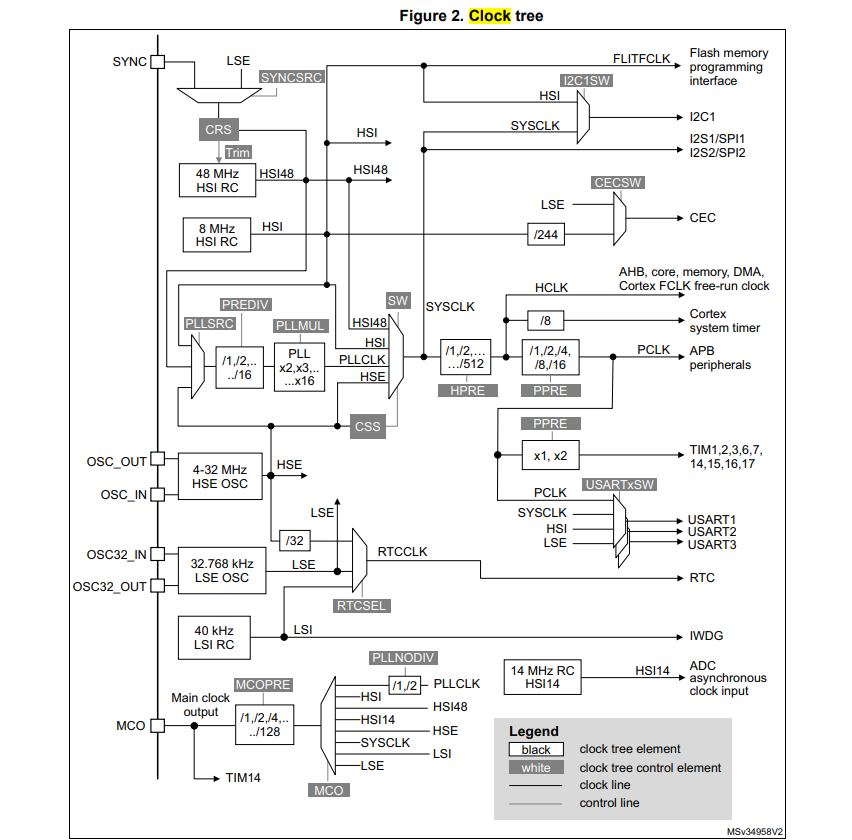 Figure 2. Clock tree
SYNC
LSE
SYNCSRC
FLITFCLK
Flash memory
programming
interface
I2C1SW
HSI
I2C1
SYSCLK
I2S1/SPI1
I2S2/SPI2
CRS
Trim
HSI
48 MHz
HSI RC
HSI48
HSI48
CECSW
LSE
CEC
8 MHz
HSI RC
HSI
/244
AHB, core, memory, DMA,
Cortex FCLK free-run clock
HCLK
/8
Cortex
system timer
PLLSRC
PREDIV
PLLMUL
SW
SYSCLK
/1,/2,..
../16
PLL
x2,x3,..
...x16
HSI48
HSI
PLLCLK
HSE
/1,/2,…
…/512
HPRE
/1,/2,/4,
/8,/16
PPRE
PCLK
APB
peripherals
CSS
PPRE
x1, x2
TIM1,2,3,6,7,
14,15,16,17
OSC_OUT
OSC_IN
4-32 MHz
HSE OSC
HSE
USARTxSW
PCLK
SYSCLK
HSI
LSE
USART1
USART2
USART3
LSE
/32
OSC32_IN
OSC32_OUT
32.768 kHz
LSE OSC
LSE
RTCCLK
RTC
RTCSEL
40 kHz
LSI RC
LSI
IWDG
PLLNODIV
/1,/2
PLLCLK
14 MHz RC
HSI14
HSI14
ADC
asynchronous
clock input
MCOPRE
Main clock
output
MCO
/1,/2,/4,..
../128
HSI
HSI48
HSI14
HSE
SYSCLK
LSI
LSE
TIM14
MCO
Legend
black
clock tree element
white
clock tree control element
clock line
control line
MSv34958V2